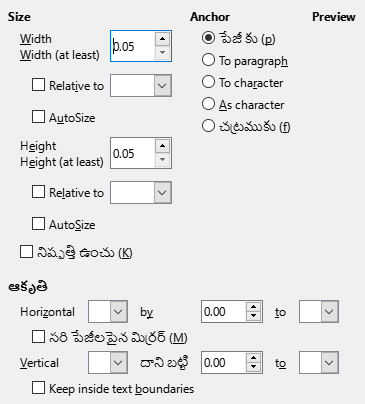 Size Anchor Preview
Width
Width (at least) 0.05 పేజీ కు (p)
To paragraph
Relative to To character
As character
AutoSize చట్రముకు (f)
Height
Height (at least) 0.05
Relative to
AutoSize
నిష్పత్తి ఉంచు (K)
ఆకృతి
Horizontal by 0.00 to
సరి పేజీలపైన మిర్రర్ (M)
Vertical దాని బట్టి 0.00 to
Keep inside text boundaries